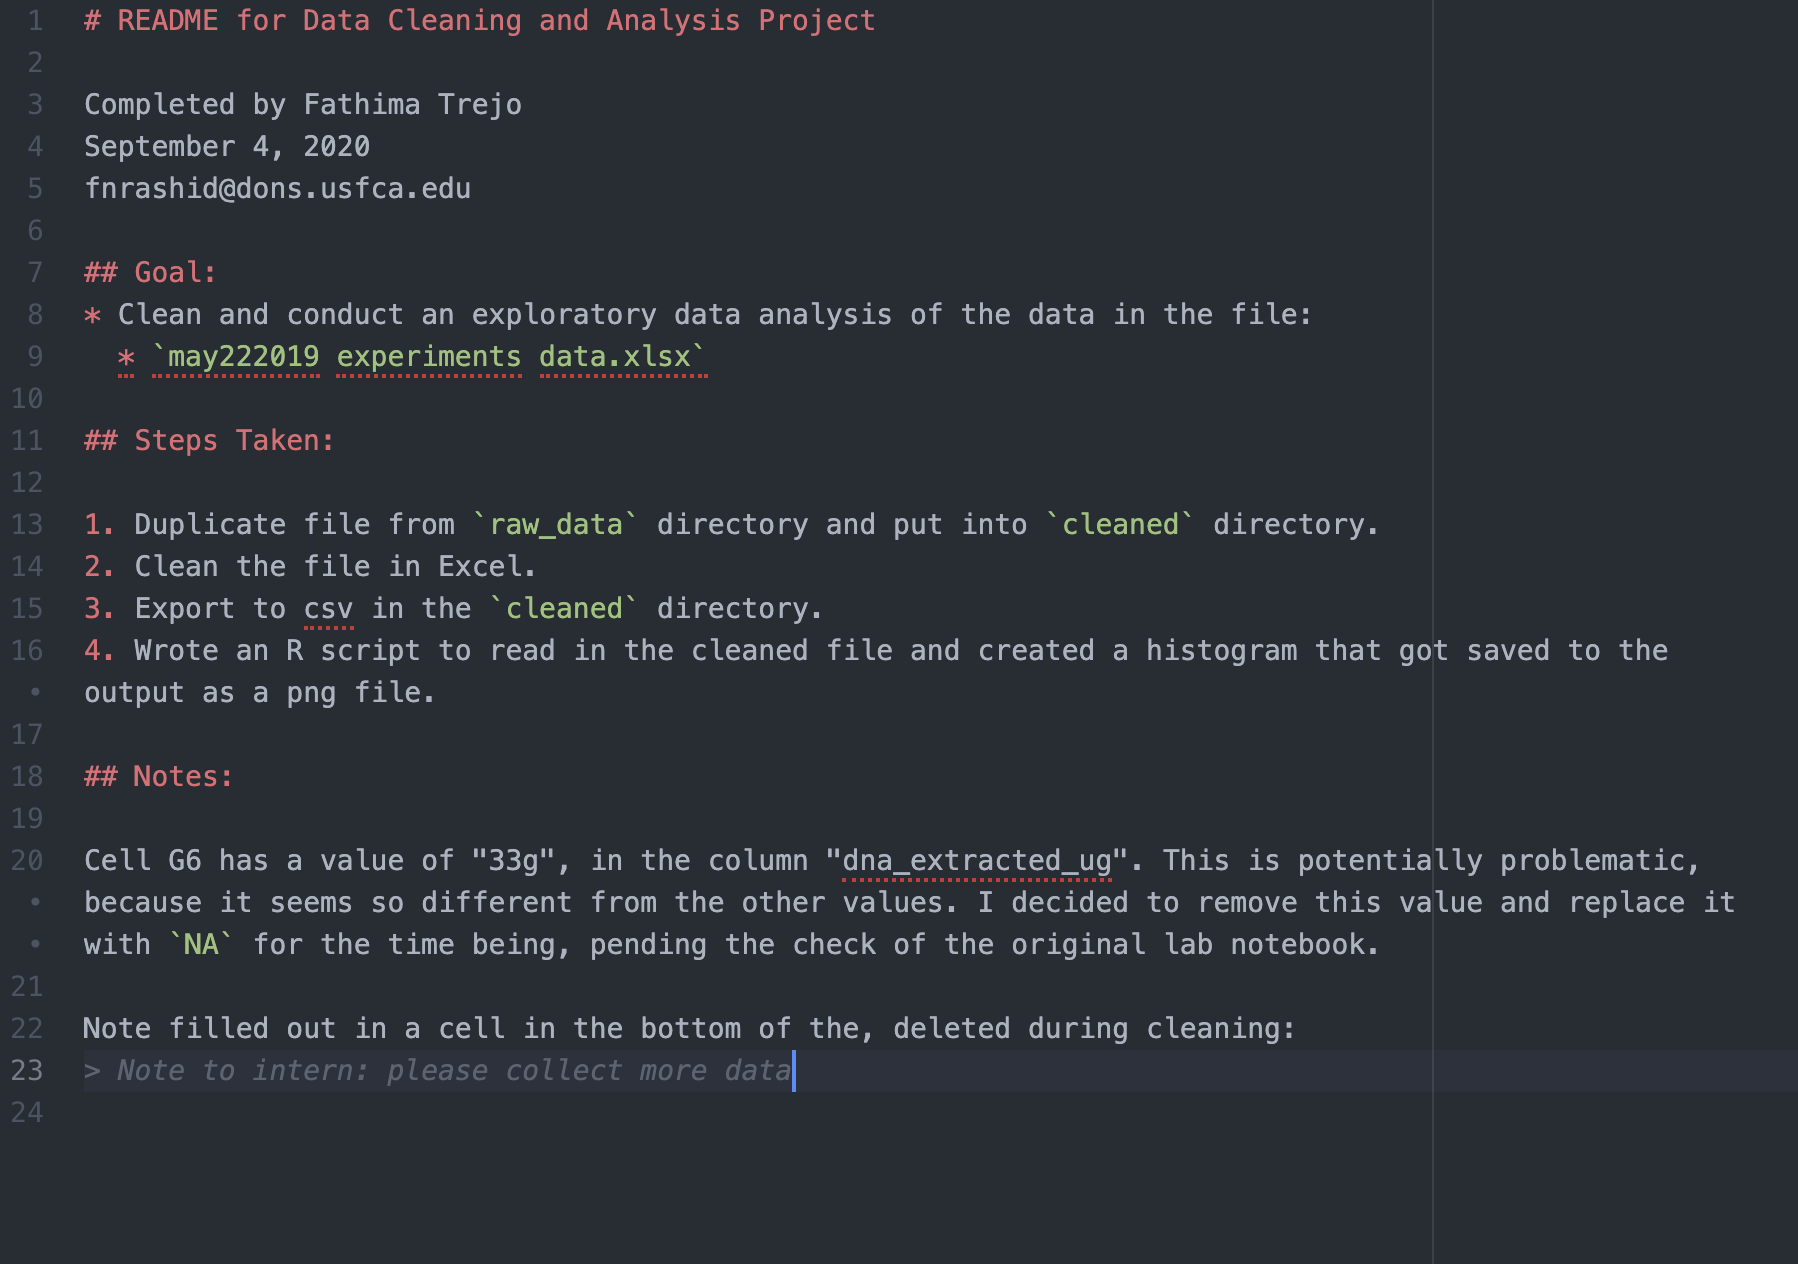 1 # README for Data Cleaning and Analysis Project
2
3 Completed by Fathima Trejo
4 September 4, 2020
5 fnrashid@dons.usfca.edu
6
7 ## Goal:
8 * Clean and conduct an exploratory data analysis of the data in the file:
9 * `may222019 experiments data.xlsx`
10
11 ## Steps Taken:
12
13 1. Duplicate file from `raw_data` directory and put into `cleaned` directory.
14 2. Clean the file in Excel.
15 3. Export to csv in the `cleaned` directory.
16 4. Wrote an R script to read in the cleaned file and created a histogram that got saved to the
• output as a png file.
17
18 ## Notes:
19
20 Cell G6 has a value of "33g", in the column "dna_extracted_ug". This is potentially problematic,
• because it seems so different from the other values. I decided to remove this value and replace it
• with `NA` for the time being, pending the check of the original lab notebook.
21
22 Note filled out in a cell in the bottom of the, deleted during cleaning:
23 > Note to intern: please collect more data
24